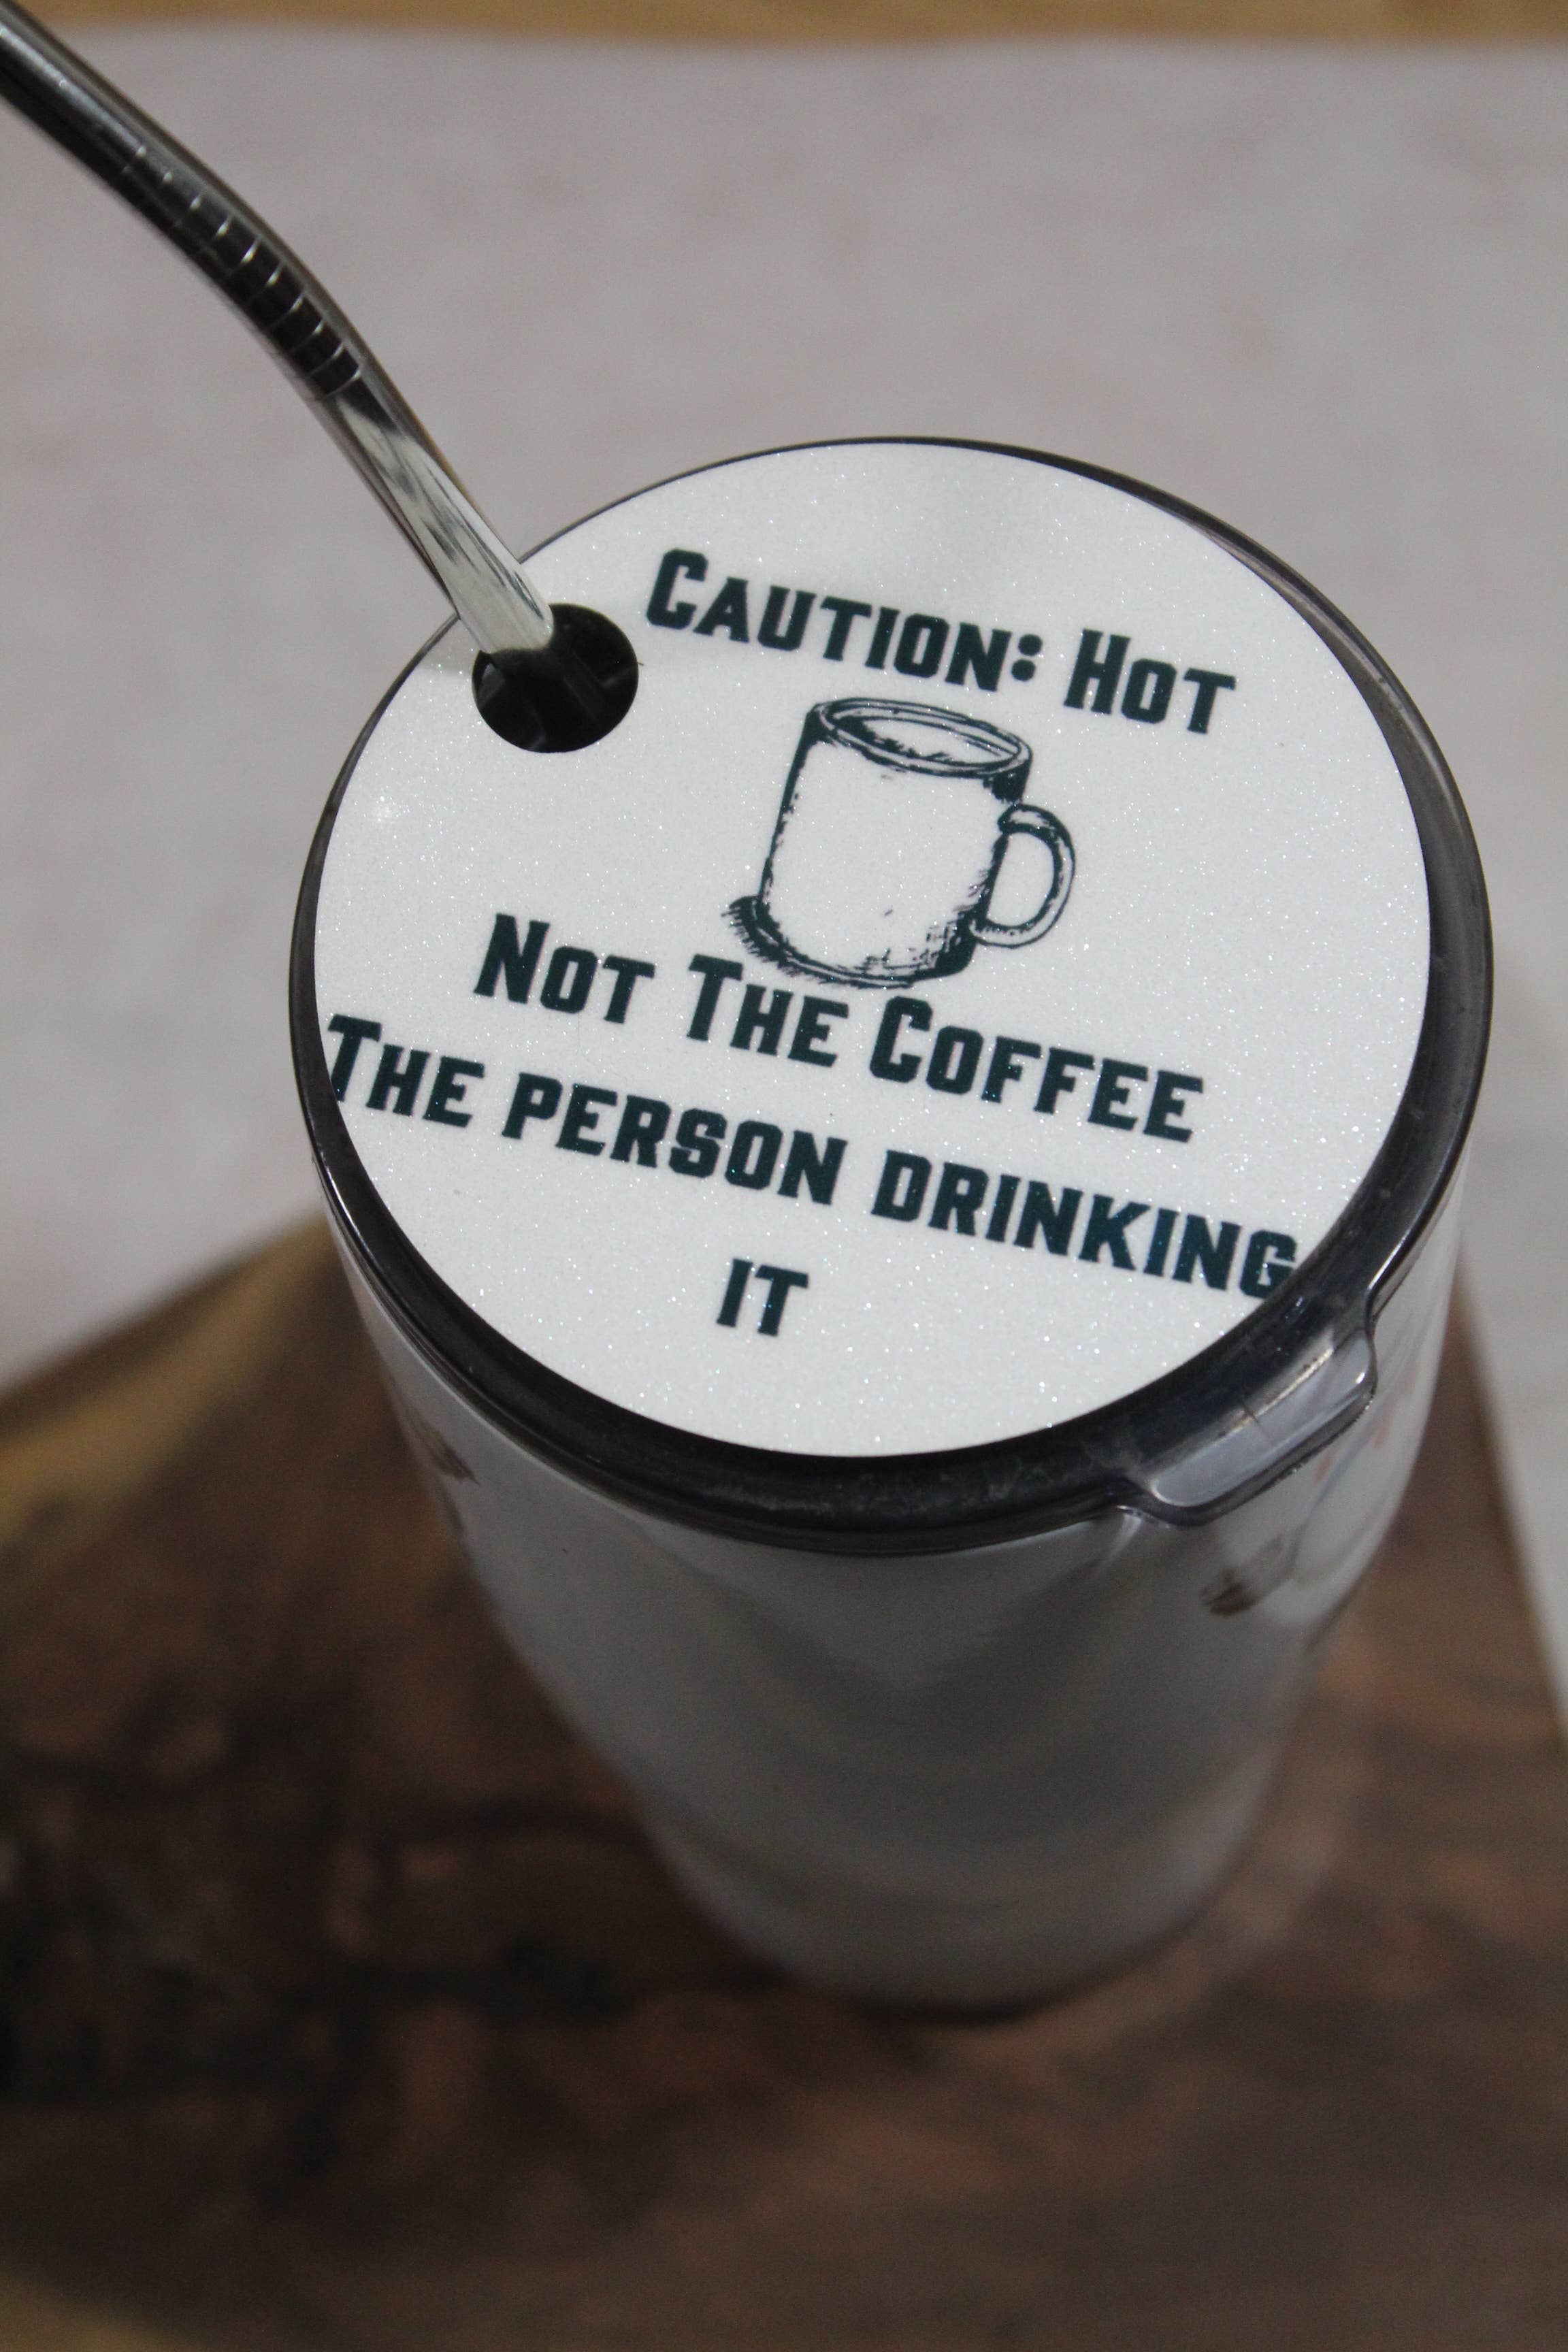 Caution: Hot
Not The Coffee
The person drinking
it